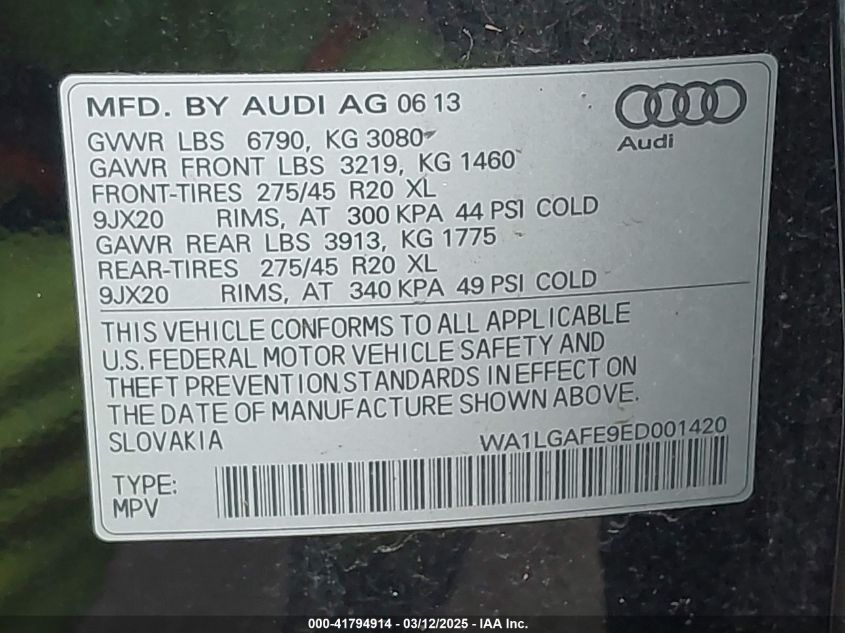 MFD. BY AUDI AG 06 13
Audi
GVWR LBS 6790, KG 3080
GAWR FRONT LBS 3219, KG 1460
FRONT-TIRES 275/45 R20 XL
9JX20 RIMS, AT 300 KPA 44 PSI COLD
GAWR REAR LBS 3913, KG 1775
REAR-TIRES 275/45 R20 XL
9JX20 RIMS, AT 340 KPA 49 PSI COLD
THIS VEHICLE CONFORMS TO ALL APPLICABLE
U.S. FEDERAL MOTOR VEHICLE SAFETY AND
THEFT PREVENTION STANDARDS IN EFFECT ON
THE DATE OF MANUFACTURE SHOWN ABOVE.
SLOVAKIA
WA1LGAFE9ED001420
TYPE:
MPV
000-41794914 - 03/12/2025 - IAA Inc.